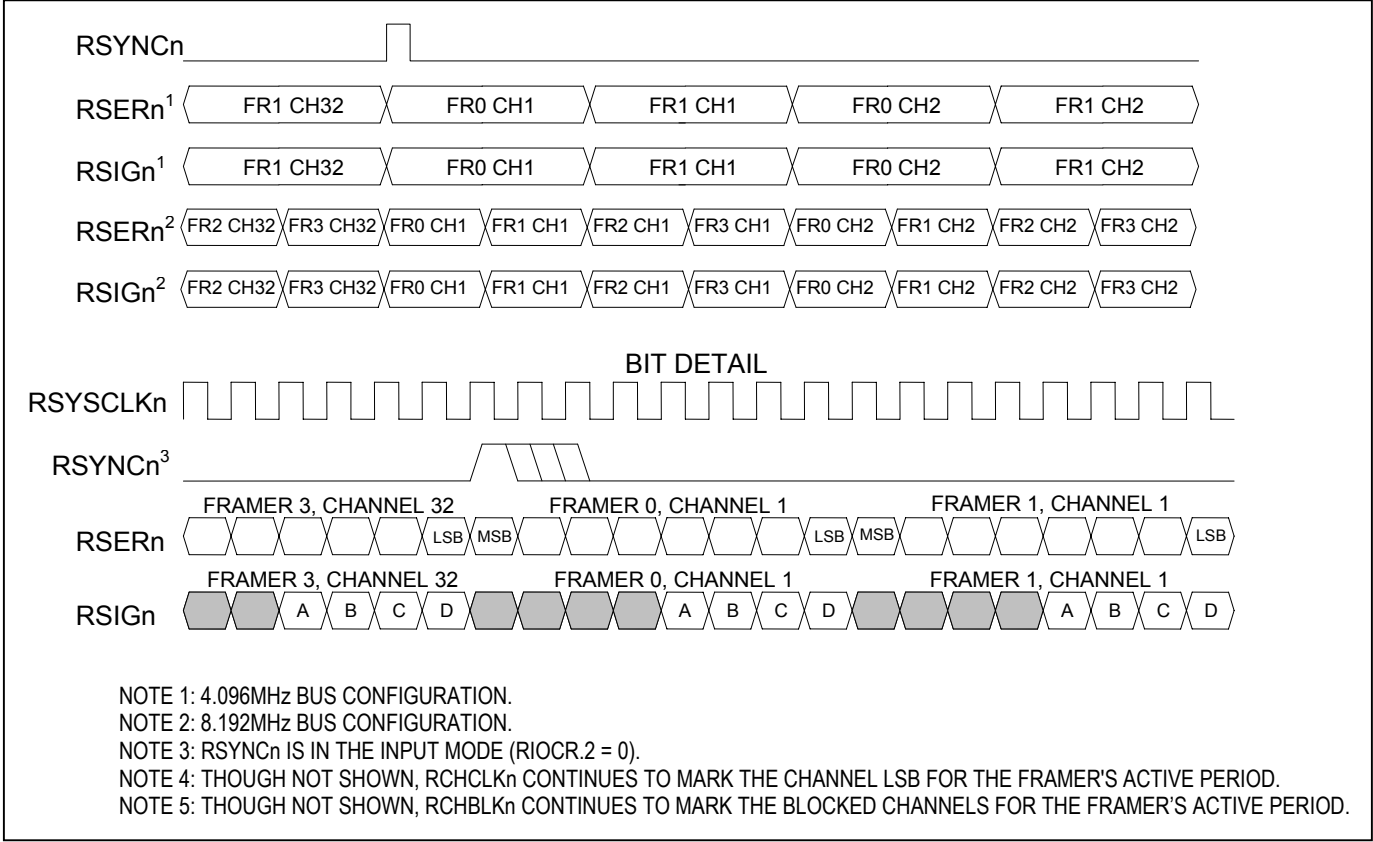 RSYNCn
RSERn1 FR1 CH32 FR0 CH1 FR1 CH1 FR0 CH2 FR1 CH2
RSIGn1 FR1 CH32 FR0 CH1 FR1 CH1 FR0 CH2 FR1 CH2
RSERn2 FR2 CH32 FR3 CH32 FR0 CH1 FR1 CH1 FR2 CH1 FR3 CH1 FR0 CH2 FR1 CH2 FR2 CH2 FR3 CH2
RSIGn2 FR2 CH32 FR3 CH32 FR0 CH1 FR1 CH1 FR2 CH1 FR3 CH1 FR0 CH2 FR1 CH2 FR2 CH2 FR3 CH2
BIT DETAIL
RSYSCLKn
RSYNCn3
FRAMER 3, CHANNEL 32 FRAMER 0, CHANNEL 1 FRAMER 1, CHANNEL 1
RSERn LSB MSB LSB MSB LSB
FRAMER 3, CHANNEL 32 FRAMER 0, CHANNEL 1 FRAMER 1, CHANNEL 1
RSIGn A B C D A B C D A B C D
NOTE 1: 4.096MHz BUS CONFIGURATION.
NOTE 2: 8.192MHz BUS CONFIGURATION.
NOTE 3: RSYNCn IS IN THE INPUT MODE (RIOCR.2 = 0).
NOTE 4: THOUGH NOT SHOWN, RCHCLKn CONTINUES TO MARK THE CHANNEL LSB FOR THE FRAMER'S ACTIVE PERIOD.
NOTE 5: THOUGH NOT SHOWN, RCHBLKn CONTINUES TO MARK THE BLOCKED CHANNELS FOR THE FRAMER’S ACTIVE PERIOD.